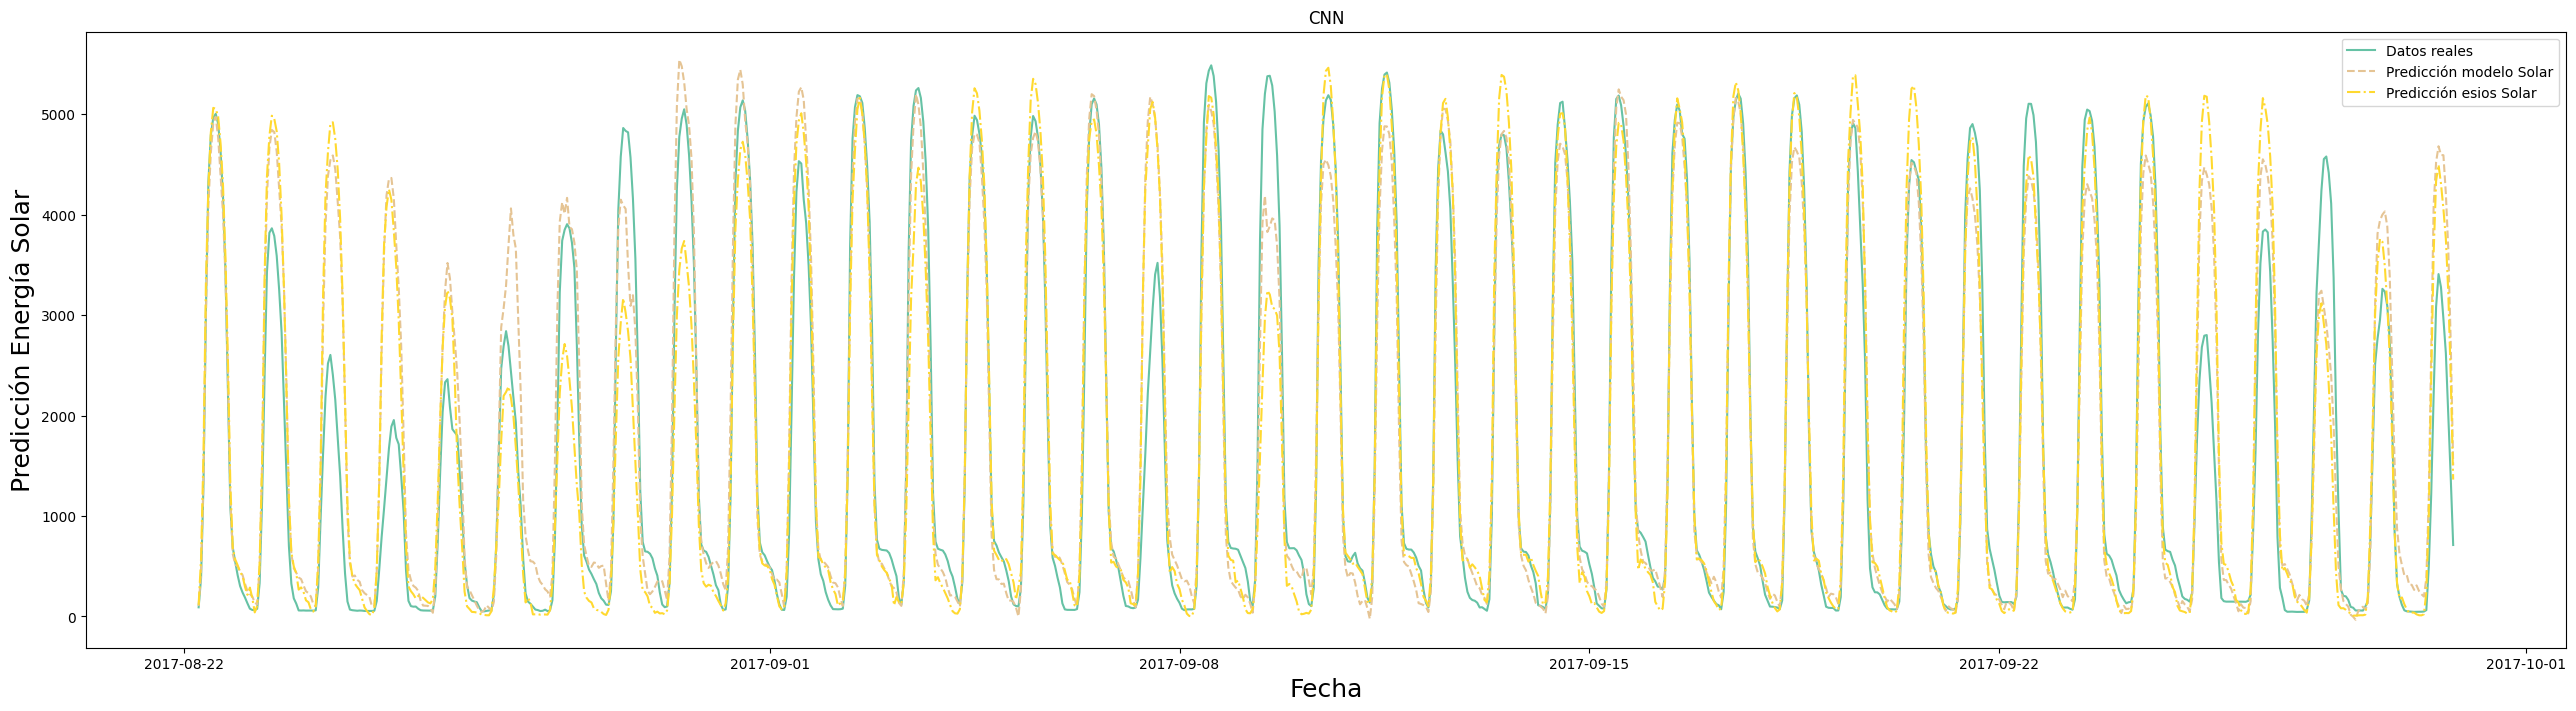 CNN
Datos reales
Predicción modelo Solar
Predicción esios Solar
Predicción Energía Solar
5000
4000
3000
2000
1000
0
2017-08-22
2017-09-01
2017-09-08
2017-09-15
2017-09-22
2017-10-01
Fecha